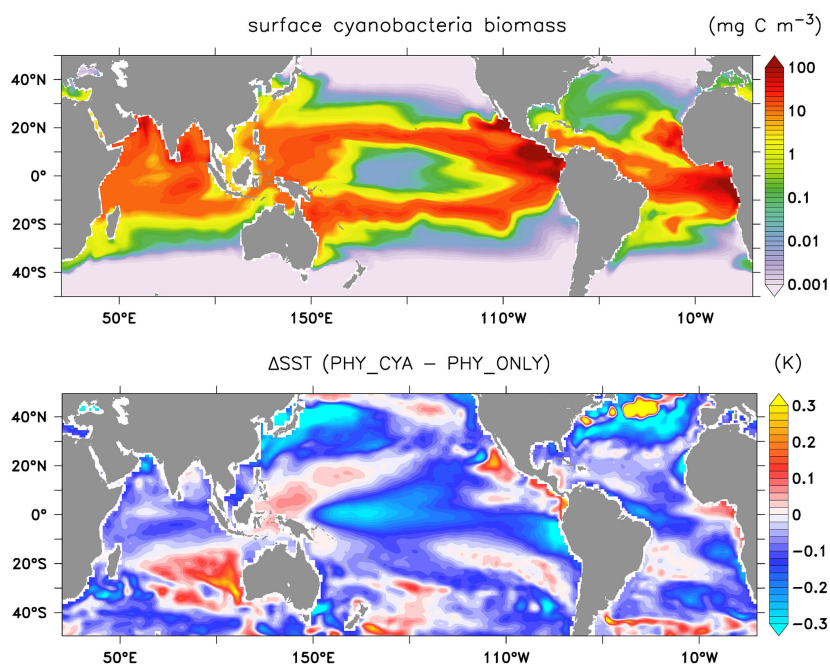 surface cyanobacteria biomass (mg C m⁻³)
40°N
20°N
0°
20°S
40°S
50°E 150°E 110°W 10°W
100
10
1
0.1
0.01
0.001
ΔSST (PHY_CYA – PHY_ONLY) (K)
40°N
20°N
0°
20°S
40°S
50°E 150°E 110°W 10°W
0.3
0.2
0.1
0
-0.1
-0.2
-0.3